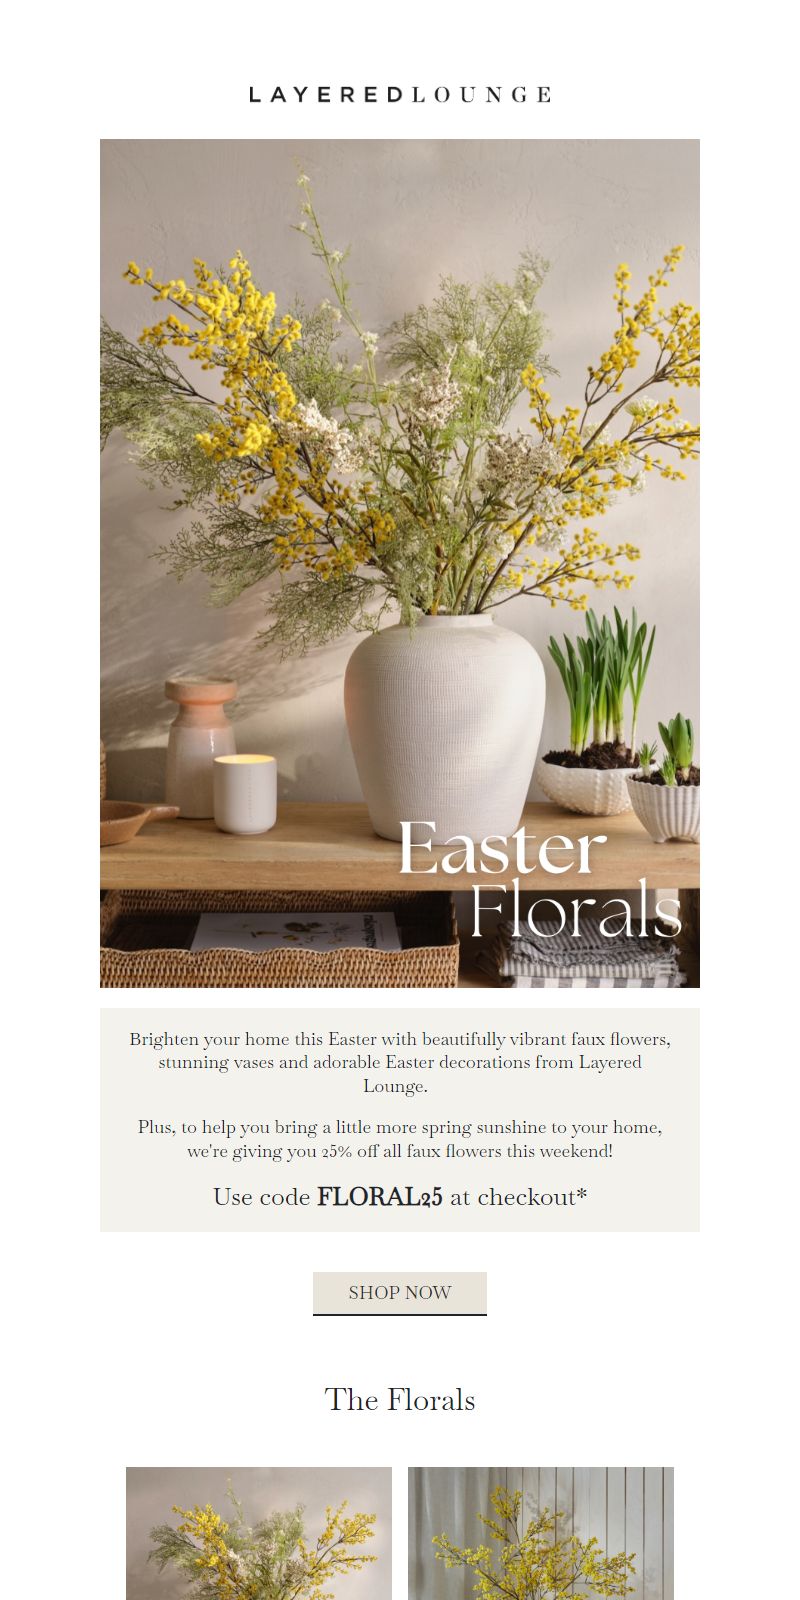 LAYEREDLOUNGE
Easter
Florals
Brighten your home this Easter with beautifully vibrant faux flowers,
stunning vases and adorable Easter decorations from Layered
Lounge.
Plus, to help you bring a little more spring sunshine to your home,
we're giving you 25% off all faux flowers this weekend!
Use code FLORAL25 at checkout*
SHOP NOW
The Florals